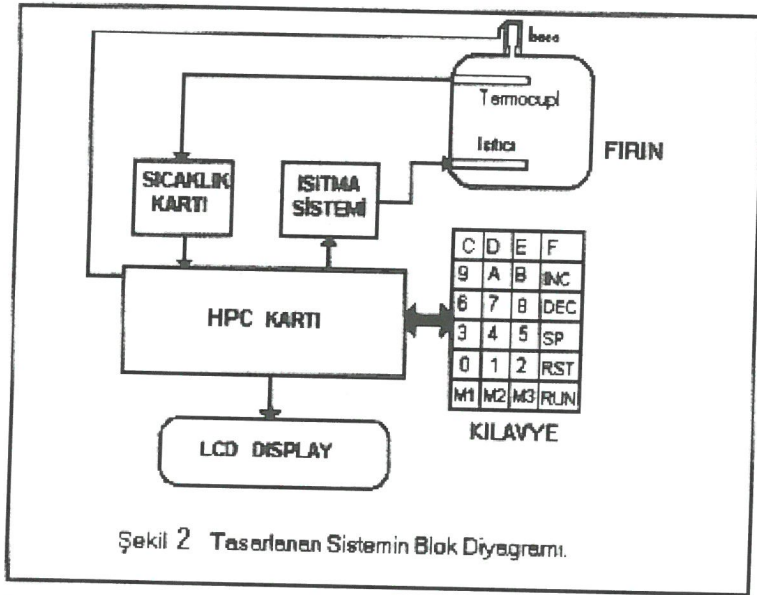 baca
Termocupl
Isıtıcı
FIRIN
SICAKLIK
KARTI
ISITMA
SİSTEMİ
HPC KARTI
C D E F
9 A B INC
6 7 8 DEC
3 4 5 SP
0 1 2 RST
M1 M2 M3 RUN
KILAVYE
LCD DISPLAY
Şekil 2 Tasarlanan Sistemin Blok Diyagramı.